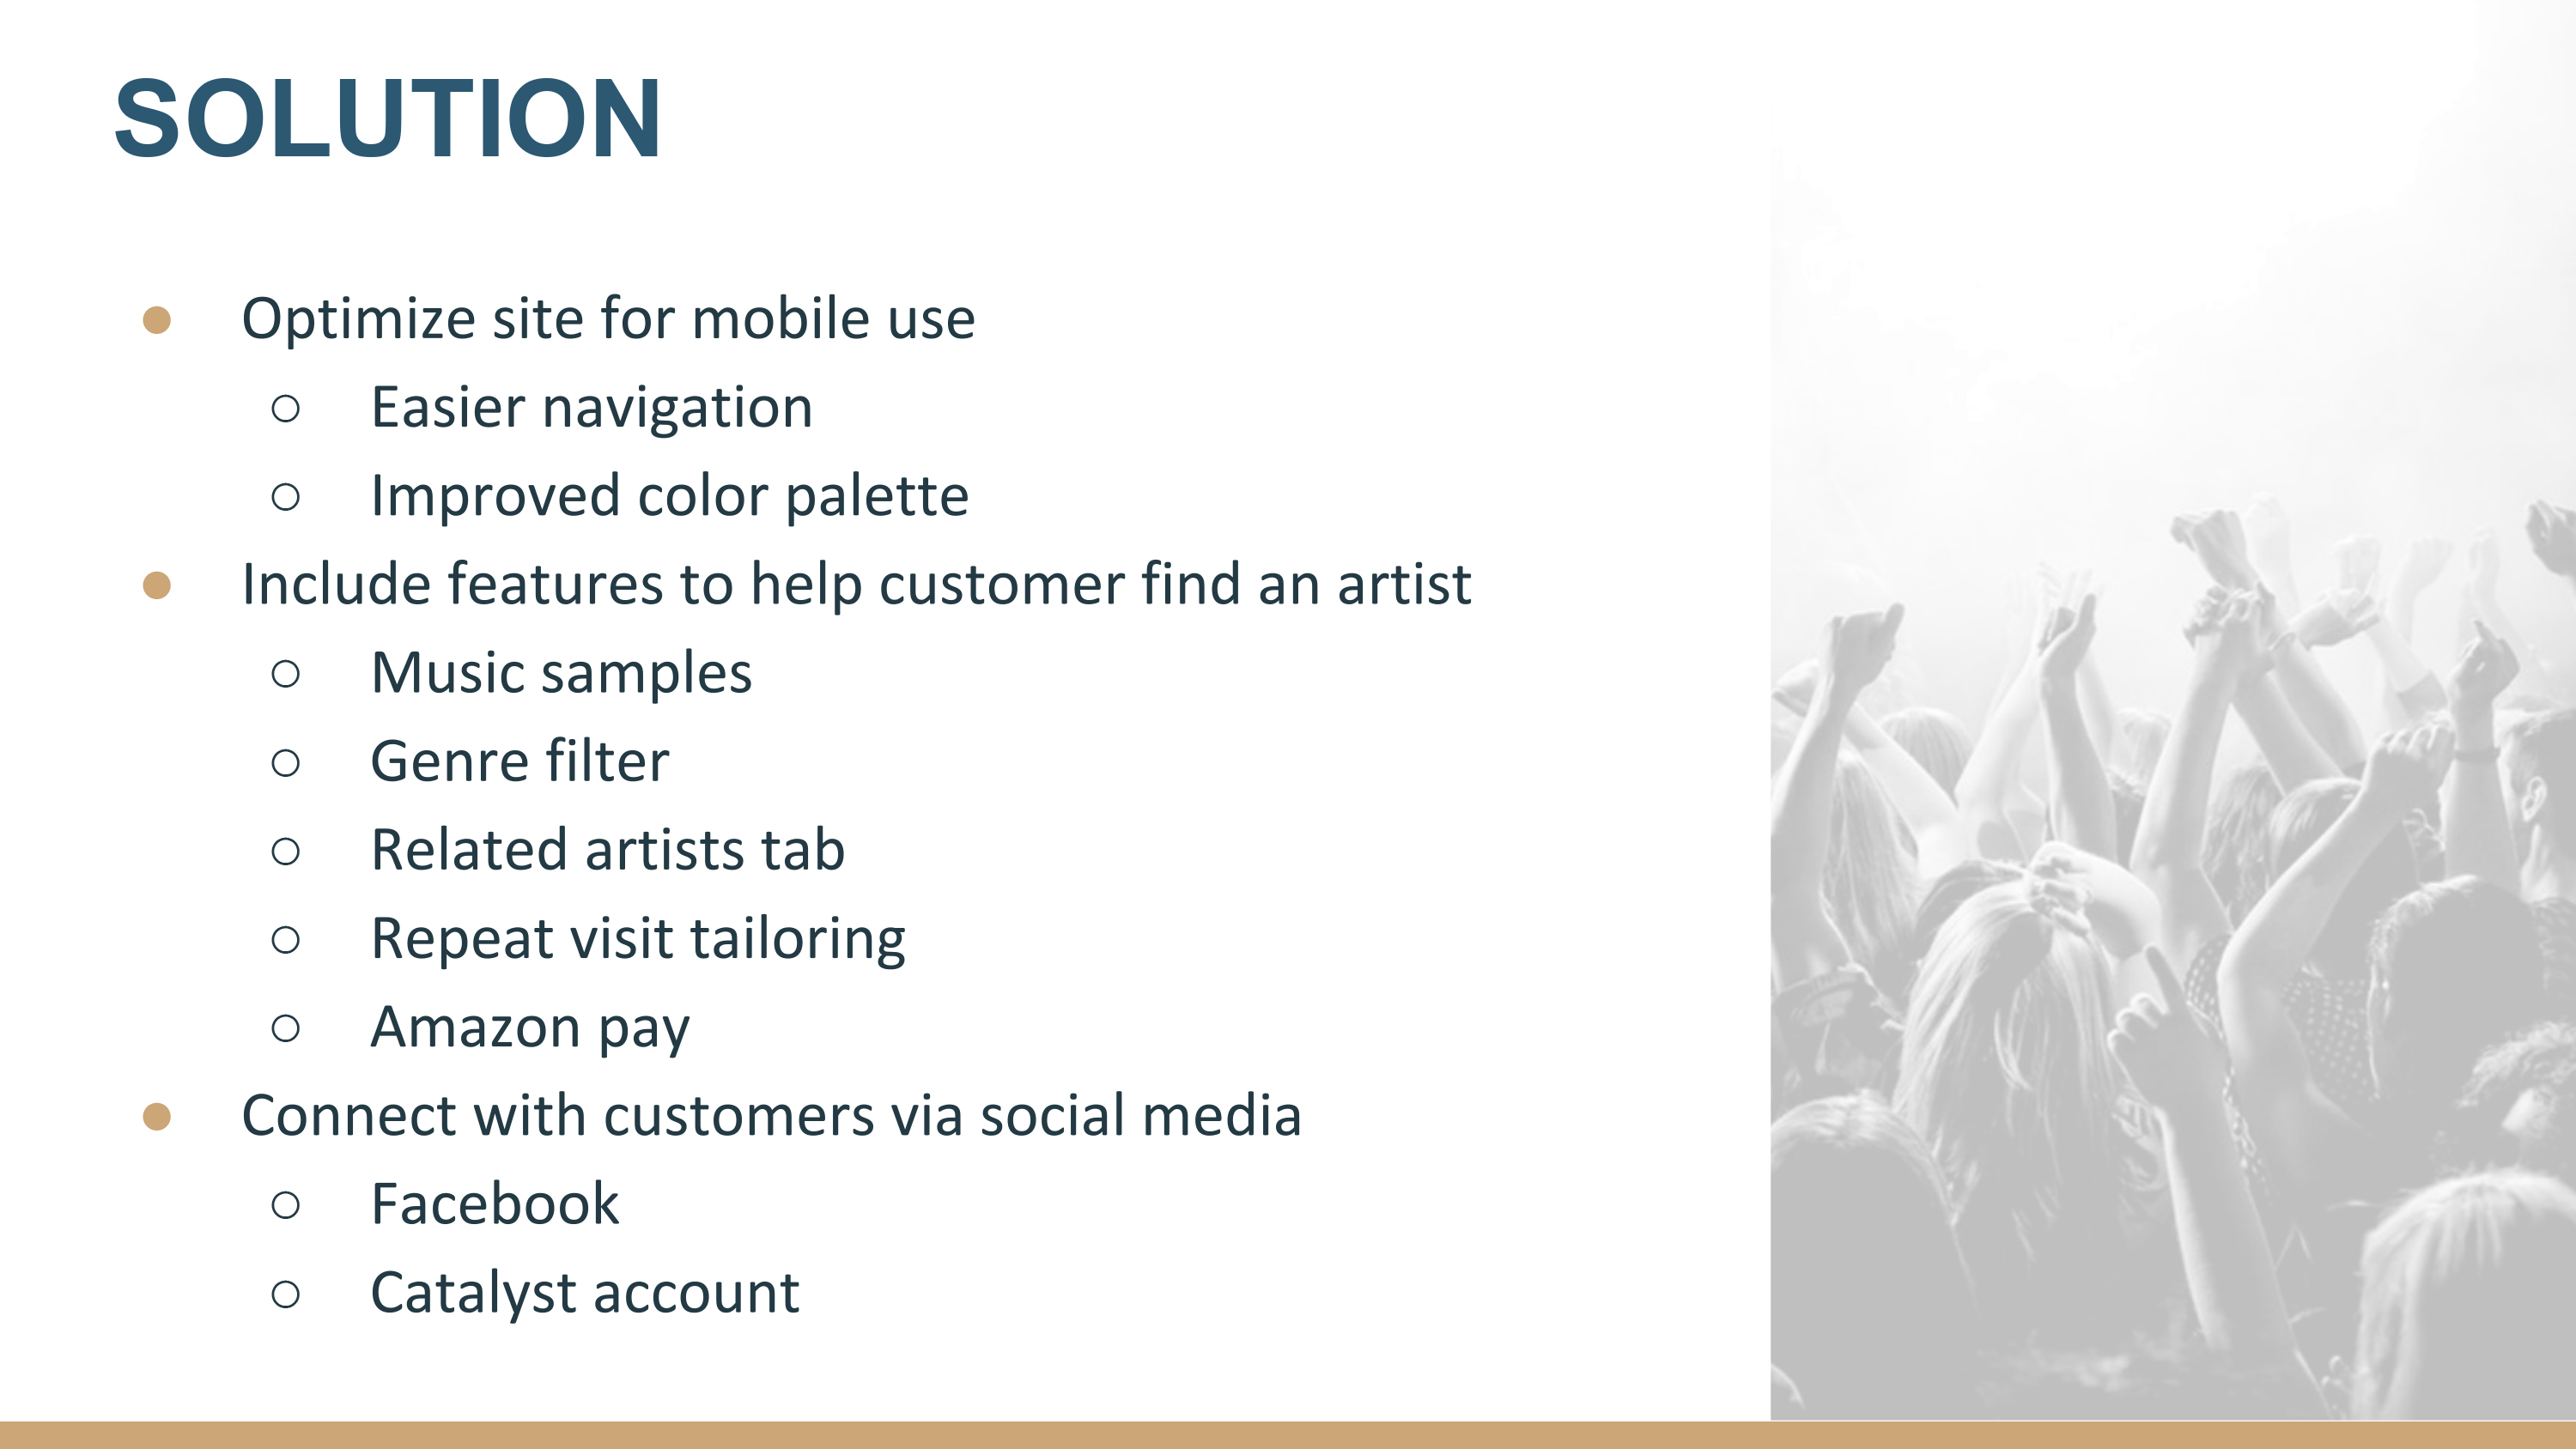 SOLUTION
● Optimize site for mobile use
○ Easier navigation
○ Improved color palette
● Include features to help customer find an artist
○ Music samples
○ Genre filter
○ Related artists tab
○ Repeat visit tailoring
○ Amazon pay
● Connect with customers via social media
○ Facebook
○ Catalyst account